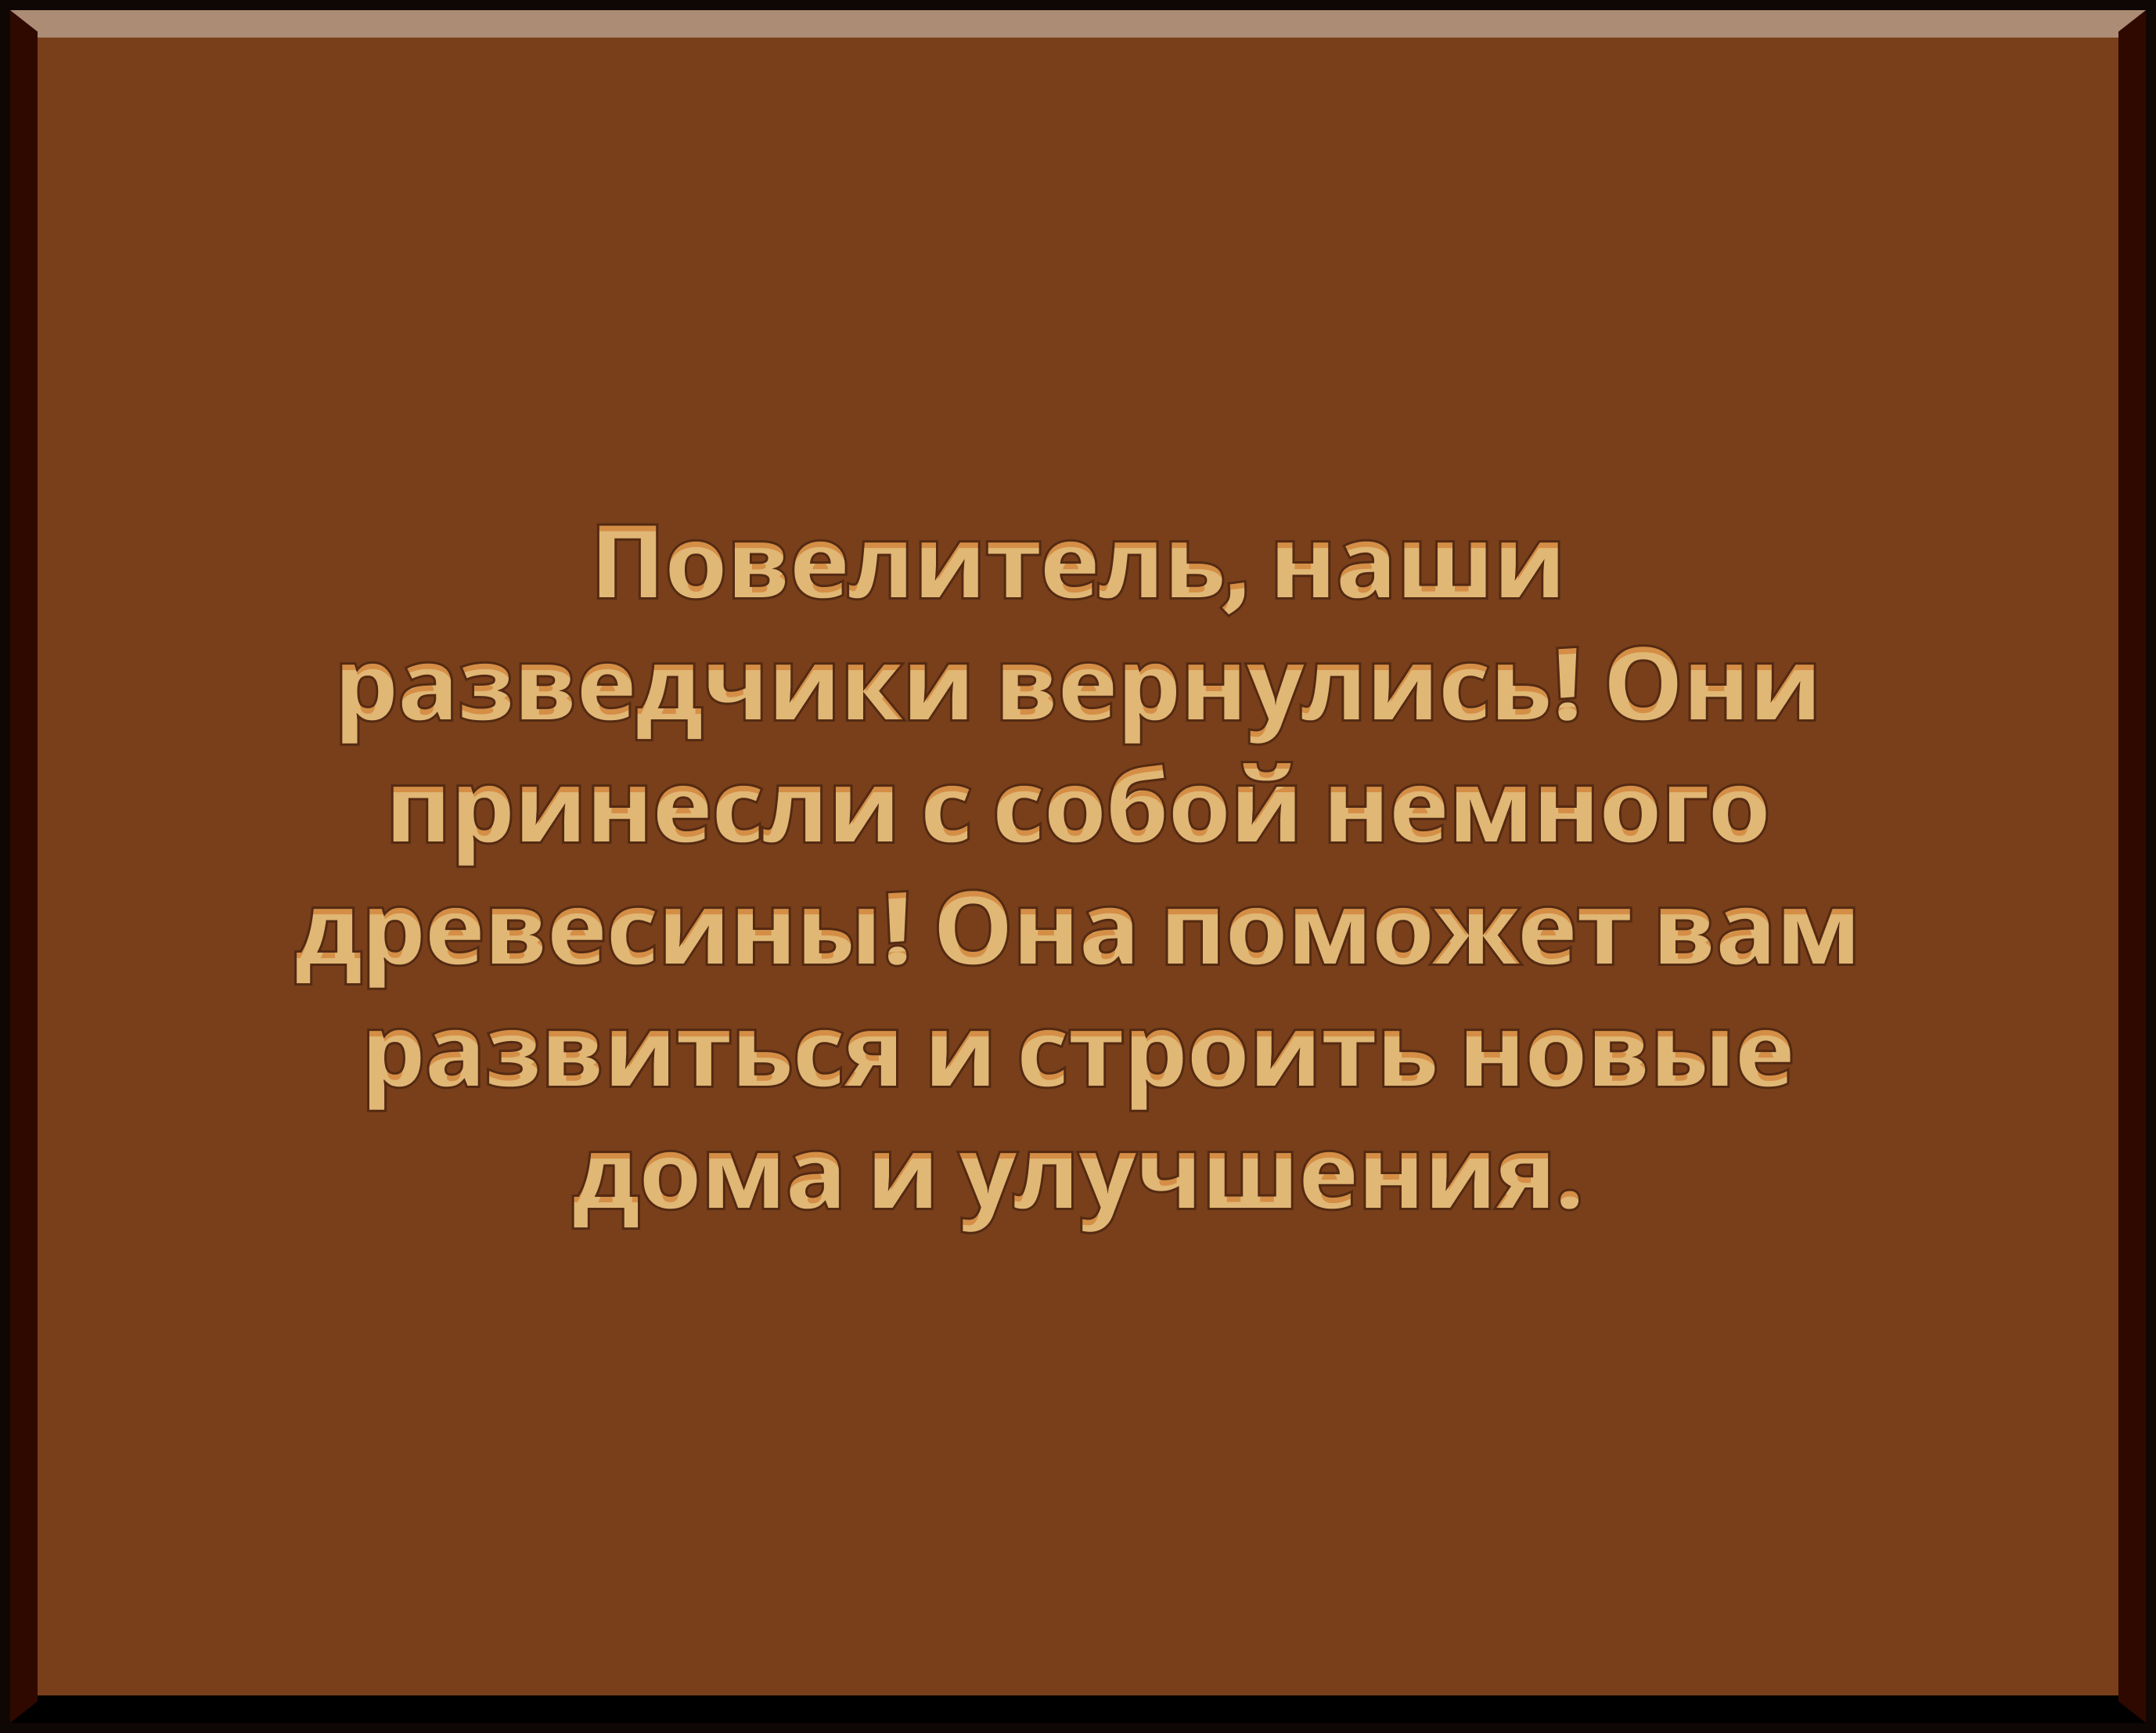 Повелитель, наши
разведчики вернулись! Они
принесли с собой немного
древесины! Она поможет вам
развиться и строить новые
дома и улучшения.